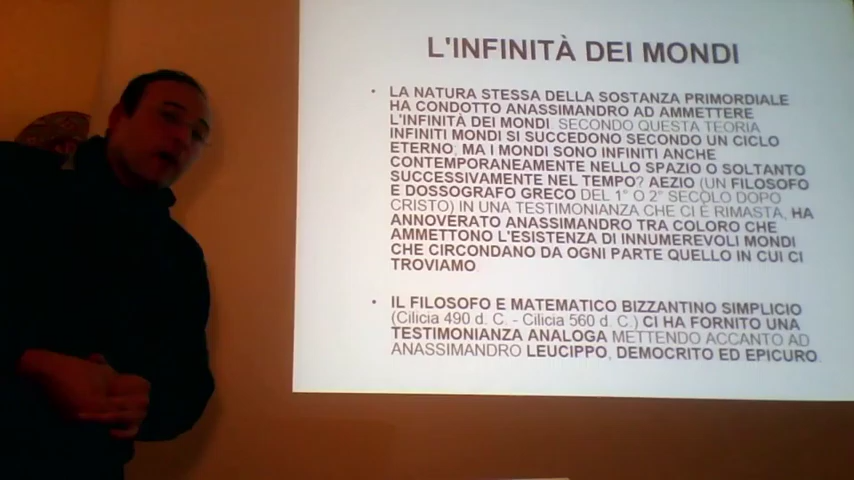 L'INFINITÀ DEI MONDI
• LA NATURA STESSA DELLA SOSTANZA PRIMORDIALE
HA CONDOTTO ANASSIMANDRO AD AMMETTERE
L'INFINITÀ DEI MONDI. SECONDO QUESTA TEORIA
INFINITI MONDI SI SUCCEDONO SECONDO UN CICLO
ETERNO, MA I MONDI SONO INFINITI ANCHE
CONTEMPORANEAMENTE NELLO SPAZIO O SOLTANTO
SUCCESSIVAMENTE NEL TEMPO? AEZIO (UN FILOSOFO
E DOSSOGRAFO GRECO DEL 1° O 2° SECOLO DOPO
CRISTO) IN UNA TESTIMONIANZA CHE CI È RIMASTA, HA
ANNOVERATO ANASSIMANDRO TRA COLORO CHE
AMMETTONO L'ESISTENZA DI INNUMEREVOLI MONDI
CHE CIRCONDANO DA OGNI PARTE QUELLO IN CUI CI
TROVIAMO
• IL FILOSOFO E MATEMATICO BIZZANTINO SIMPLICIO
(Cilicia 490 d. C. - Cilicia 560 d. C.) CI HA FORNITO UNA
TESTIMONIANZA ANALOGA METTENDO ACCANTO AD
ANASSIMANDRO LEUCIPPO, DEMOCRITO ED EPICURO.